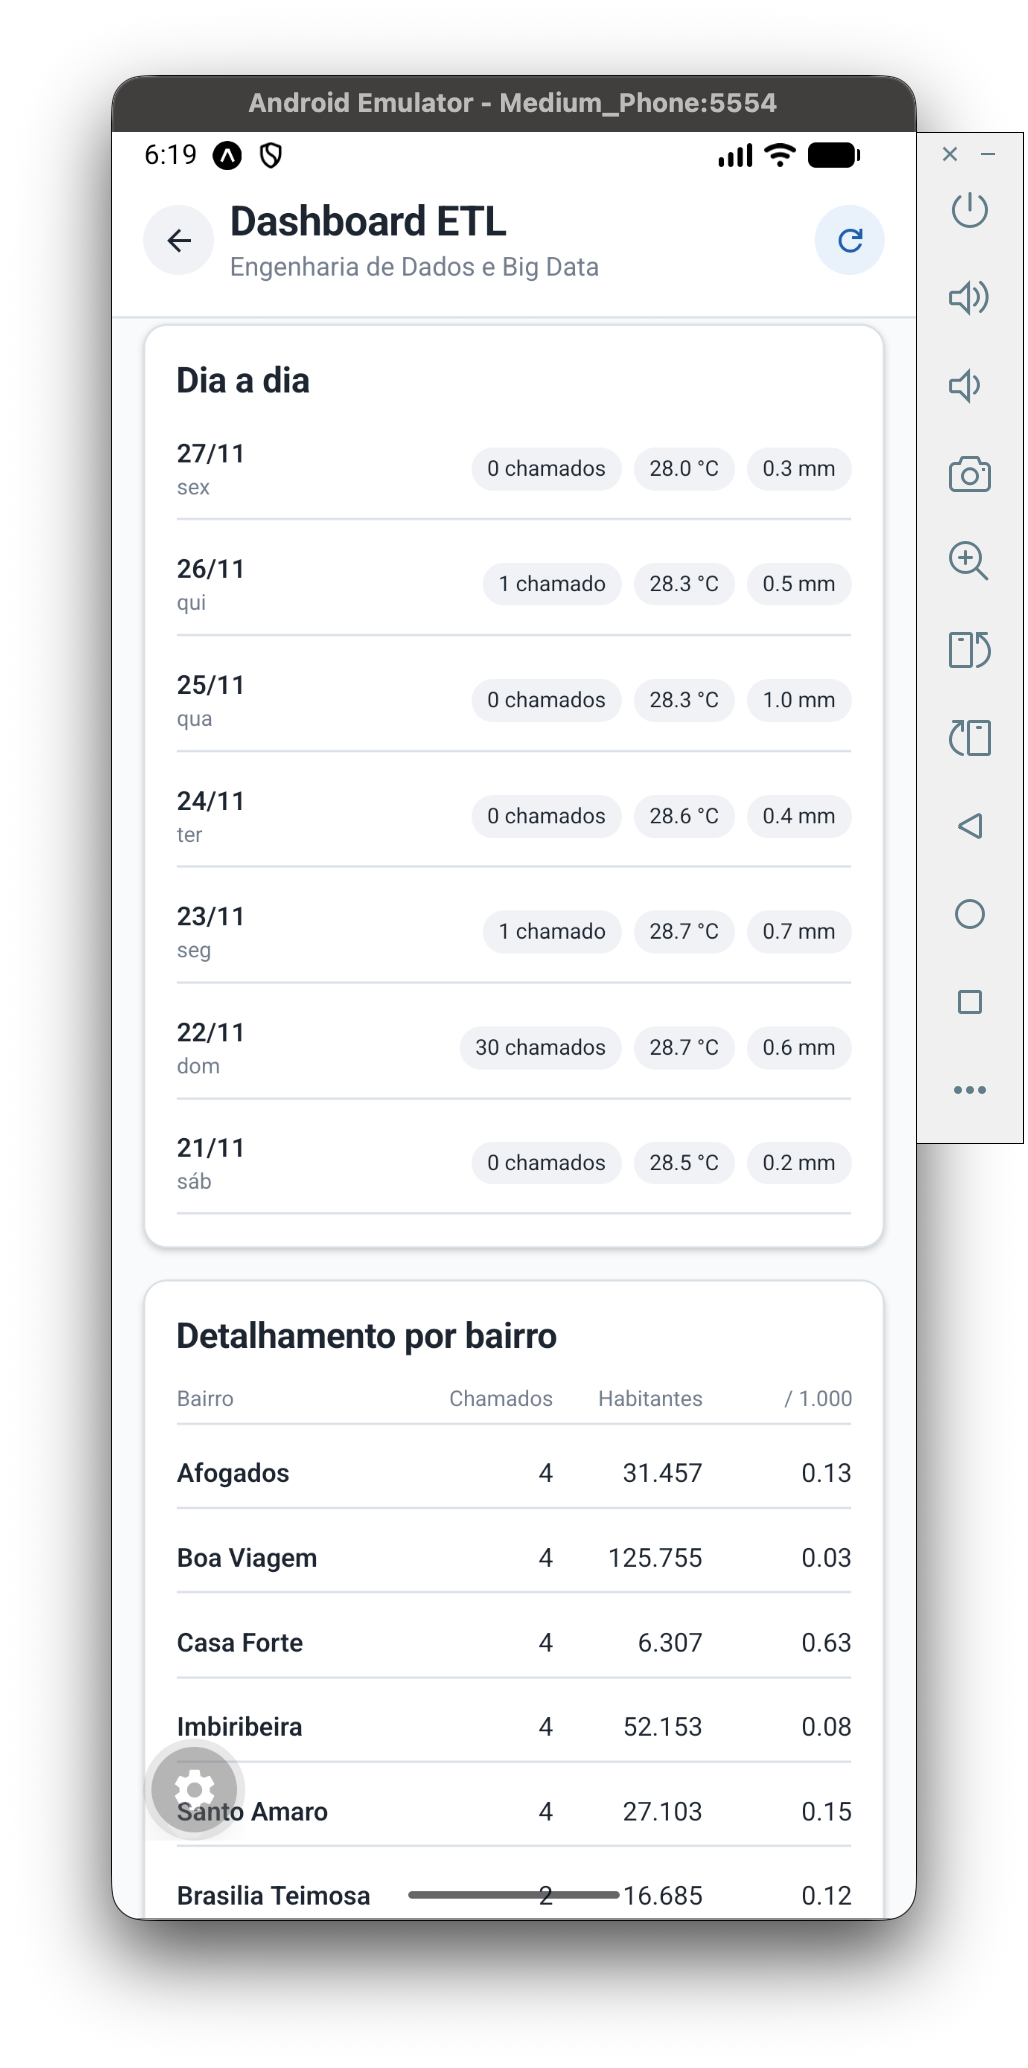 Android Emulator - Medium_Phone:5554
6:19
Dashboard ETL
Engenharia de Dados e Big Data
Dia a dia
27/11
sex
0 chamados 28.0 °C 0.3 mm
26/11
qui
1 chamado 28.3 °C 0.5 mm
25/11
qua
0 chamados 28.3 °C 1.0 mm
24/11
ter
0 chamados 28.6 °C 0.4 mm
23/11
seg
1 chamado 28.7 °C 0.7 mm
22/11
dom
30 chamados 28.7 °C 0.6 mm
21/11
sáb
0 chamados 28.5 °C 0.2 mm
Detalhamento por bairro
Bairro Chamados Habitantes / 1.000
Afogados 4 31.457 0.13
Boa Viagem 4 125.755 0.03
Casa Forte 4 6.307 0.63
Imbiribeira 4 52.153 0.08
Santo Amaro 4 27.103 0.15
Brasilia Teimosa 2 16.685 0.12